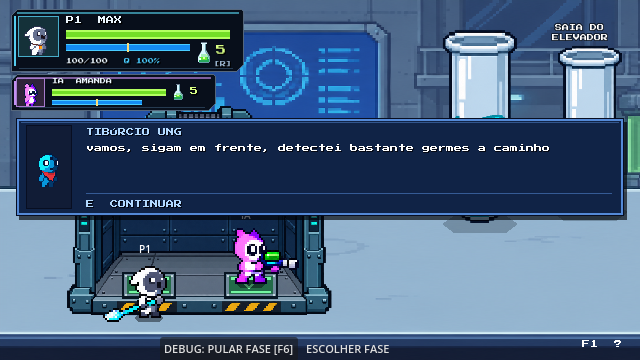 P1 MAX
5
100/100 Q 100% [R]
IA AMANDA
5
SAIA DO
ELEVADOR
TIBÚRCIO UNG
vamos, sigam em frente, detectei bastante germes a caminho
E CONTINUAR
IA
P1
DEBUG: PULAR FASE [F6] ESCOLHER FASE
F1 ?